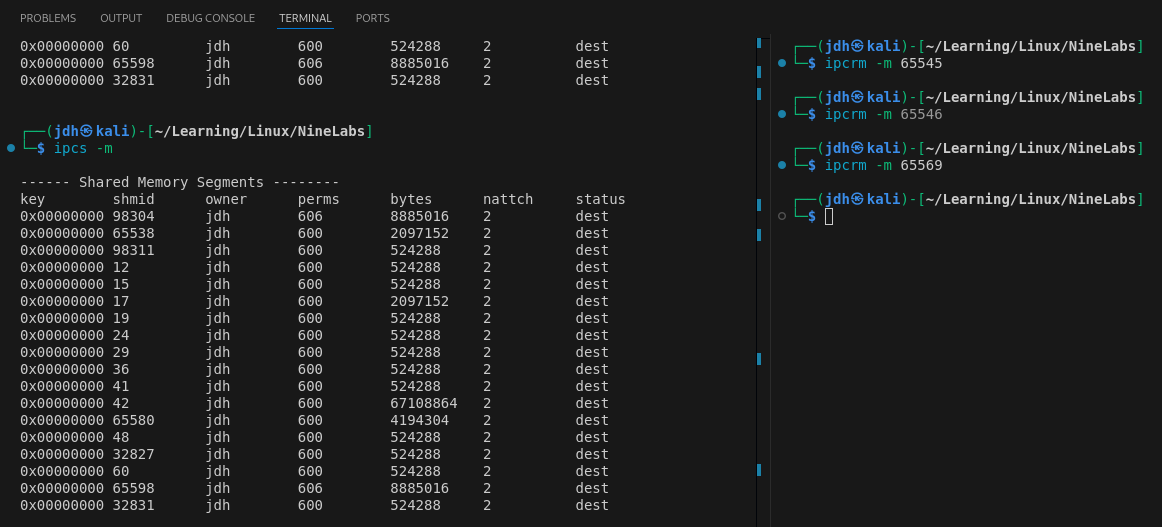 PROBLEMS OUTPUT DEBUG CONSOLE TERMINAL PORTS
0x00000000 60 jdh 600 524288 2 dest
0x00000000 65598 jdh 606 8885016 2 dest
0x00000000 32831 jdh 600 524288 2 dest
┌──(jdh㉿kali)-[~/Learning/Linux/NineLabs]
└─$ ipcs -m
------ Shared Memory Segments --------
key shmid owner perms bytes nattch status
0x00000000 98304 jdh 606 8885016 2 dest
0x00000000 65538 jdh 600 2097152 2 dest
0x00000000 98311 jdh 600 524288 2 dest
0x00000000 12 jdh 600 524288 2 dest
0x00000000 15 jdh 600 524288 2 dest
0x00000000 17 jdh 600 2097152 2 dest
0x00000000 19 jdh 600 524288 2 dest
0x00000000 24 jdh 600 524288 2 dest
0x00000000 29 jdh 600 524288 2 dest
0x00000000 36 jdh 600 524288 2 dest
0x00000000 41 jdh 600 524288 2 dest
0x00000000 42 jdh 600 67108864 2 dest
0x00000000 65580 jdh 600 4194304 2 dest
0x00000000 48 jdh 600 524288 2 dest
0x00000000 32827 jdh 600 524288 2 dest
0x00000000 60 jdh 600 524288 2 dest
0x00000000 65598 jdh 606 8885016 2 dest
0x00000000 32831 jdh 600 524288 2 dest
┌──(jdh㉿kali)-[~/Learning/Linux/NineLabs]
└─$ ipcrm -m 65545
┌──(jdh㉿kali)-[~/Learning/Linux/NineLabs]
└─$ ipcrm -m 65546
┌──(jdh㉿kali)-[~/Learning/Linux/NineLabs]
└─$ ipcrm -m 65569
┌──(jdh㉿kali)-[~/Learning/Linux/NineLabs]
└─$